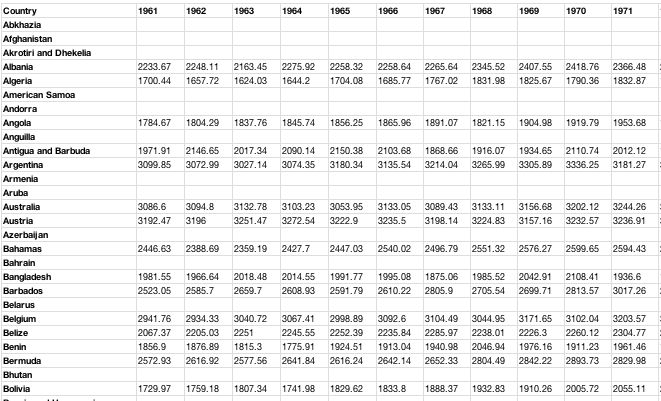 Country 1961 1962 1963 1964 1965 1966 1967 1968 1969 1970 1971
Abkhazia
Afghanistan
Akrotiri and Dhekelia
Albania 2233.67 2248.11 2163.45 2275.92 2258.32 2258.64 2265.64 2345.52 2407.55 2418.76 2366.48
Algeria 1700.44 1657.72 1624.03 1644.2 1704.08 1685.77 1767.02 1831.98 1825.67 1790.36 1832.87
American Samoa
Andorra
Angola 1784.67 1804.29 1837.76 1845.74 1856.25 1865.96 1891.07 1821.15 1904.98 1919.79 1953.68
Anguilla
Antigua and Barbuda 1971.91 2146.65 2017.34 2090.14 2150.38 2103.68 1868.66 1916.07 1934.65 2110.74 2012.12
Argentina 3099.85 3072.99 3027.14 3074.35 3180.34 3135.54 3214.04 3265.99 3305.89 3336.25 3181.27
Armenia
Aruba
Australia 3086.6 3094.8 3132.78 3103.23 3053.95 3133.05 3089.43 3133.11 3156.68 3202.12 3244.26
Austria 3192.47 3196 3251.47 3272.54 3222.9 3235.5 3198.14 3224.83 3157.16 3232.57 3236.91
Azerbaijan
Bahamas 2446.63 2388.69 2359.19 2427.7 2447.03 2540.02 2496.79 2551.32 2576.27 2599.65 2594.43
Bahrain
Bangladesh 1981.55 1966.64 2018.48 2014.55 1991.77 1995.08 1875.06 1985.52 2042.91 2108.41 1936.6
Barbados 2523.05 2585.7 2659.7 2608.93 2591.79 2610.22 2805.9 2705.54 2699.71 2813.57 3017.26
Belarus
Belgium 2941.76 2934.33 3040.72 3067.41 2998.89 3092.6 3104.49 3044.95 3171.65 3102.04 3203.57
Belize 2067.37 2205.03 2251 2245.55 2252.39 2235.84 2285.97 2238.01 2226.3 2260.12 2304.77
Benin 1856.9 1876.89 1815.3 1775.91 1924.51 1913.04 1940.98 2046.94 1976.16 1911.23 1961.46
Bermuda 2572.93 2616.92 2577.56 2641.84 2616.24 2642.14 2652.33 2804.49 2842.22 2893.73 2829.98
Bhutan
Bolivia 1729.97 1759.18 1807.34 1741.98 1829.62 1833.8 1888.37 1932.83 1910.26 2005.72 2055.11